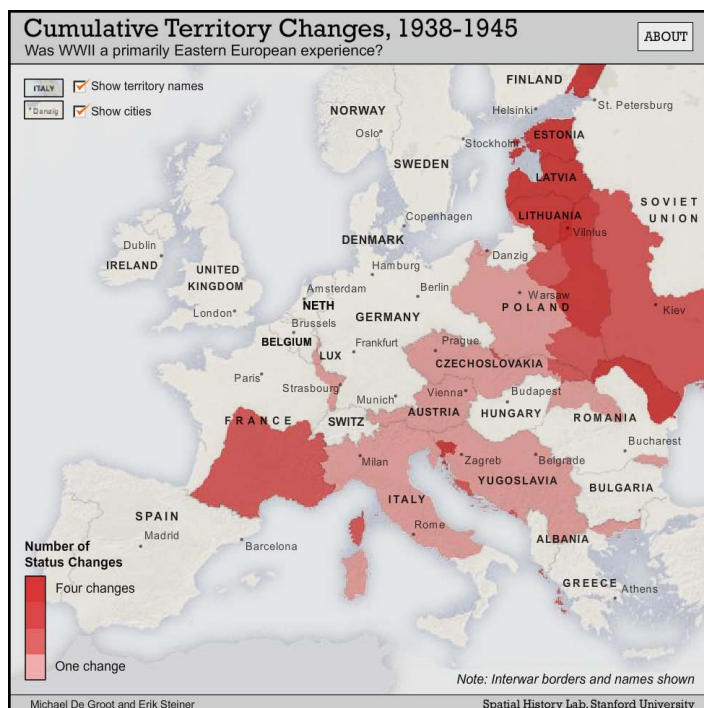 Cumulative Territory Changes, 1938-1945
Was WWII a primarily Eastern European experience?
ABOUT
ITALY
Show territory names
Danzig
Show cities
FINLAND
Helsinki
St. Petersburg
NORWAY
Oslo
Stockholm
ESTONIA
SWEDEN
LATVIA
SOVIET
UNION
LITHUANIA
Vilnius
Copenhagen
DENMARK
Dublin
IRELAND
UNITED
KINGDOM
London
Hamburg
Danzig
Amsterdam
NETH
Berlin
Warsaw
POLAND
Kiev
Brussels
BELGIUM
GERMANY
LUX
Frankfurt
Prague
CZECHOSLOVAKIA
Paris
Strasbourg
Munich
Vienna
Budapest
FRANCE
SWITZ
AUSTRIA
HUNGARY
ROMANIA
Milan
Zagreb
Belgrade
Bucharest
YUGOSLAVIA
ITALY
BULGARIA
SPAIN
Madrid
Barcelona
Rome
ALBANIA
GREECE
Athens
Number of
Status Changes
Four changes
One change
Note: Interwar borders and names shown
Michael De Groot and Erik Steiner
Spatial History Lab, Stanford University